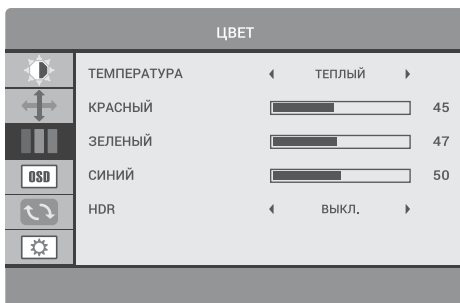 ЦВЕТ
ТЕМПЕРАТУРА ТЕПЛЫЙ
КРАСНЫЙ 45
ЗЕЛЕНЫЙ 47
СИНИЙ 50
HDR ВЫКЛ.
OSD